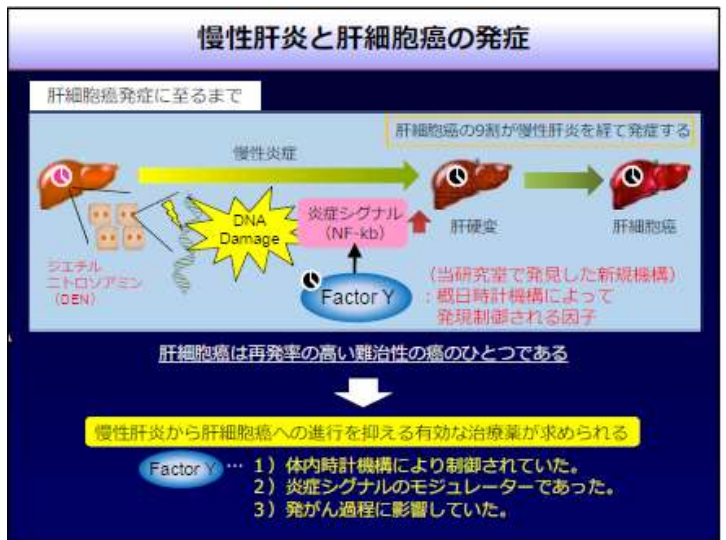 慢性肝炎と肝細胞癌の発症
肝細胞癌発症に至るまで
肝細胞癌の9割が慢性肝炎を経て発症する
慢性炎症
DNA
Damage
炎症シグナル
（NF-kb）
肝硬変
肝細胞癌
ジエチル
ニトロソアミン
（DEN）
Factor Y
（当研究室で発見した新規機構）
：概日時計機構によって
発現制御される因子
肝細胞癌は再発率の高い難治性の癌のひとつである
慢性肝炎から肝細胞癌への進行を抑える有効な治療薬が求められる
Factor Y … 1）体内時計機構により制御されていた。
2）炎症シグナルのモジュレーターであった。
3）発がん過程に影響していた。